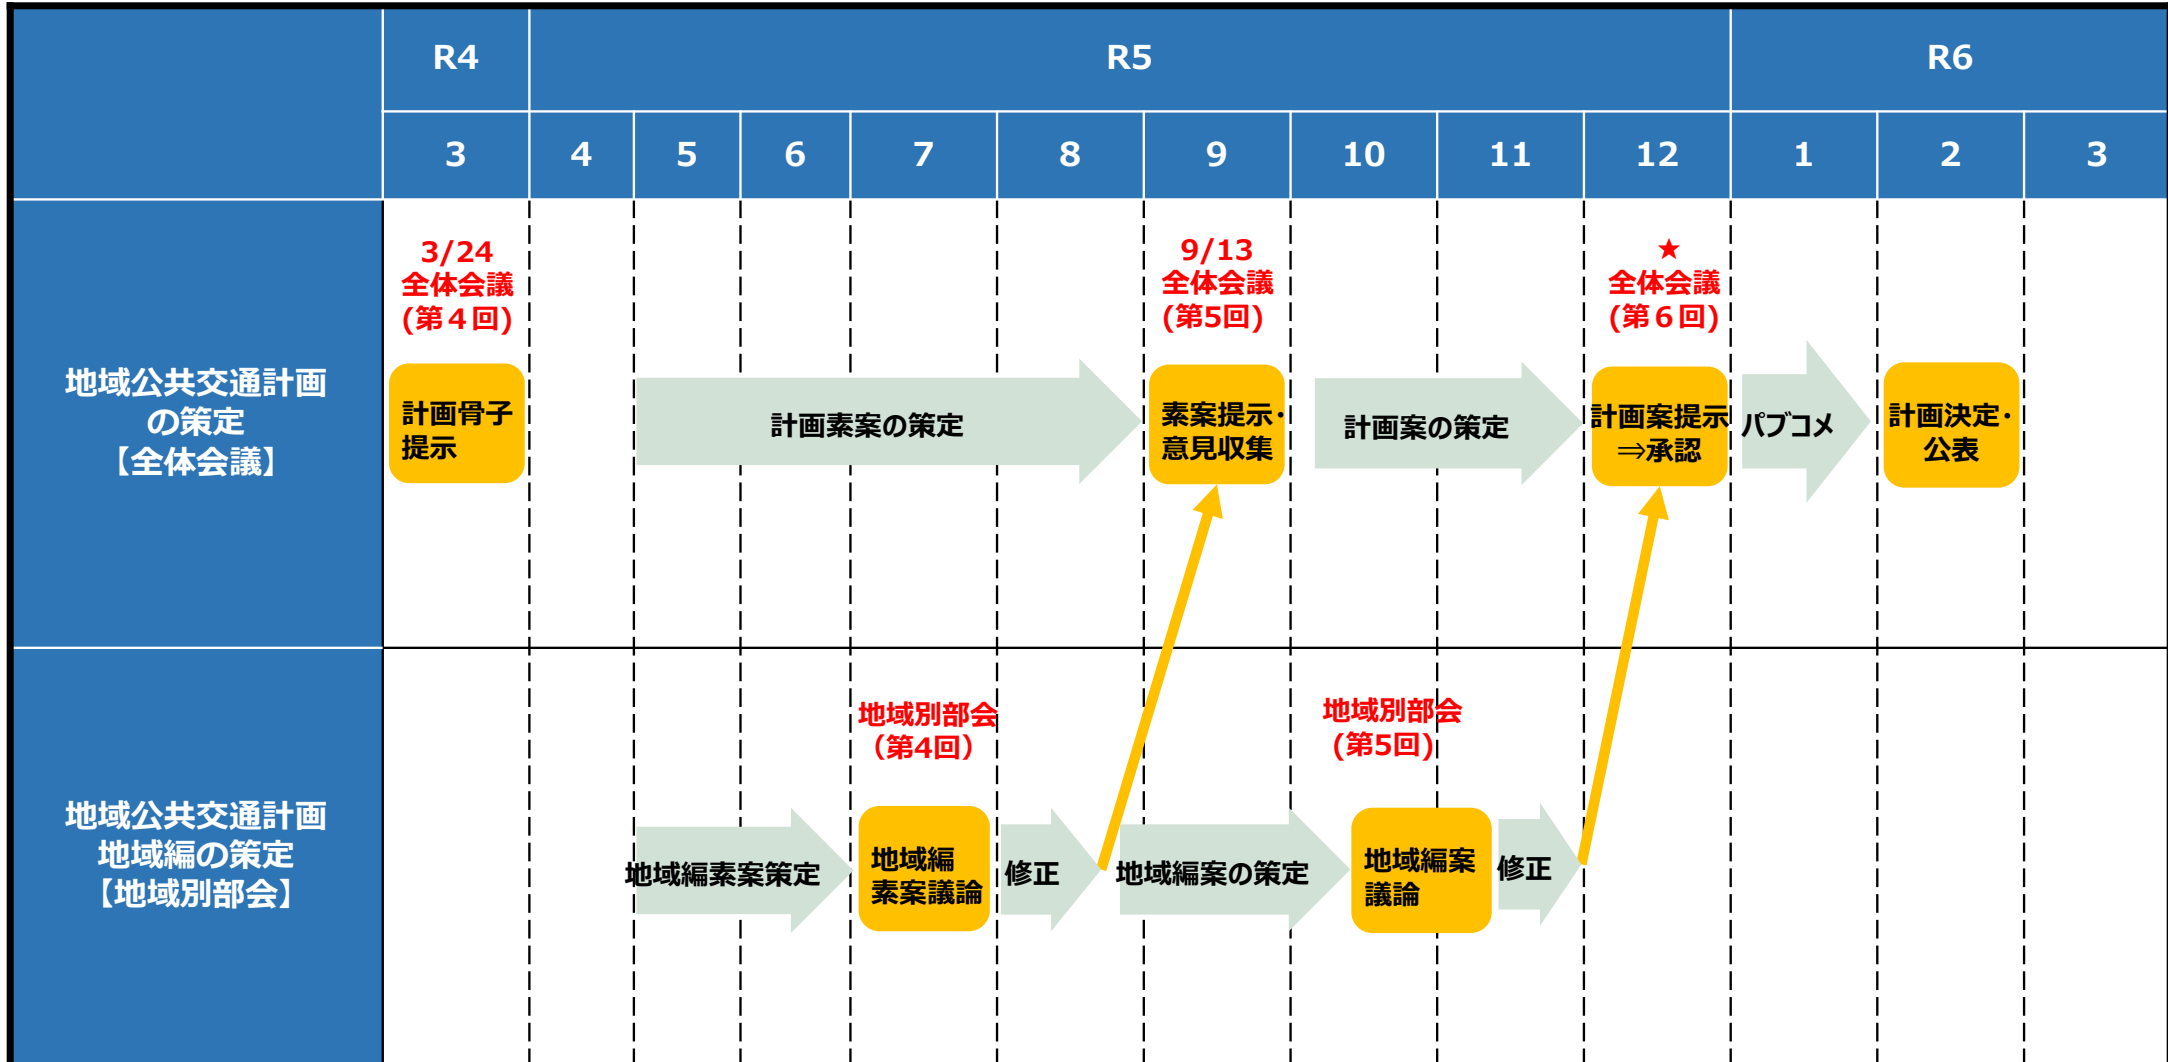 R4
R5
R6
3
4
5
6
7
8
9
10
11
12
1
2
3
地域公共交通計画
の策定
【全体会議】
3/24
全体会議
(第４回)
計画骨子
提示
計画素案の策定
9/13
全体会議
(第5回)
素案提示・
意見収集
計画案の策定
★
全体会議
(第６回)
計画案提示
⇒承認
パブコメ
計画決定・
公表
地域公共交通計画
地域編の策定
【地域別部会】
地域編素案策定
地域別部会
（第4回）
地域編
素案議論
修正
地域編案の策定
地域別部会
(第5回)
地域編案
議論
修正